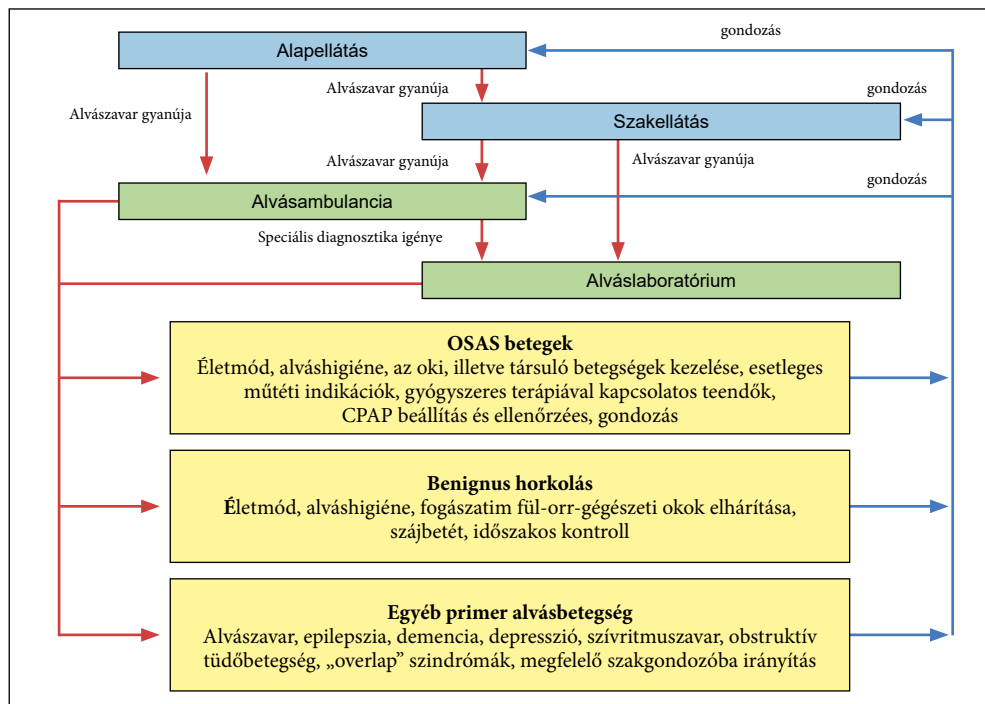 gondozás
Alapellátás
Alvászavar gyanúja
gondozás
Alvászavar gyanúja
Szakellátás
Alvászavar gyanúja
Alvászavar gyanúja
gondozás
Alvásambulancia
Speciális diagnosztika igénye
Alváslaboratórium
OSAS betegek
Életmód, alváshigiéne, az oki, illetve társuló betegségek kezelése, esetleges
műtéti indikációk, gyógyszeres terápiával kapcsolatos teendők,
CPAP beállítás és ellenőrzées, gondozás
Benignus horkolás
Életmód, alváshigiéne, fogászatim fül-orr-gégészeti okok elhárítása,
szájbetét, időszakos kontroll
Egyéb primer alvásbetegség
Alvászavar, epilepszia, demencia, depresszió, szívritmuszavar, obstruktív
tüdőbetegség, „overlap” szindrómák, megfelelő szakgondozóba irányítás